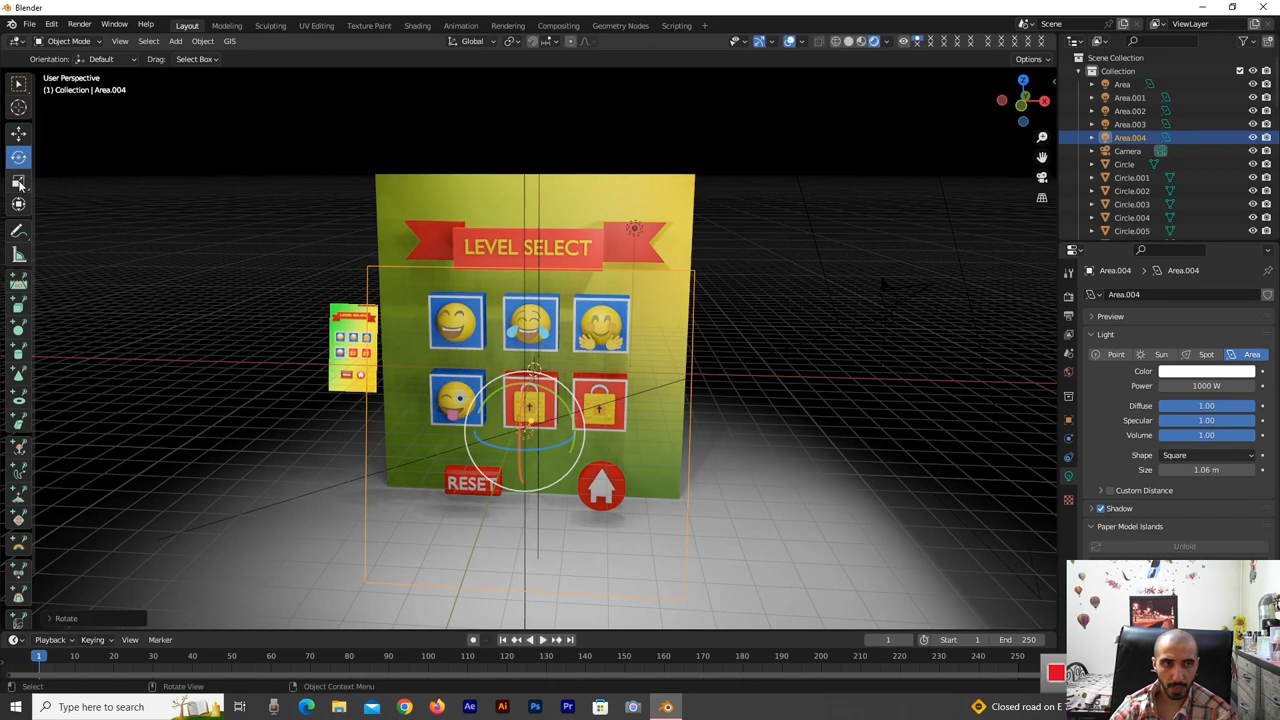 Blender
File Edit Render Window Help Layout Modeling Sculpting UV Editing Texture Paint Shading Animation Rendering Compositing Geometry Nodes Scripting + Scene ViewLayer
Object Mode View Select Add Object GIS Global
Orientation: Default Drag: Select Box Options
User Perspective
(1) Collection | Area.004
Z
X
Y
Scene Collection
Collection
Area
Area.001
Area.002
Area.003
Area.004
Camera
Circle
Circle.001
Circle.002
Circle.003
Circle.004
Circle.005
LEVEL SELECT
LEVEL SELECT
RESET
Area.004 > Area.004
Area.004
Preview
Light
Point Sun Spot Area
Color
Power 1000 W
Diffuse 1.00
Specular 1.00
Volume 1.00
Shape Square
Size 1.06 m
Custom Distance
Shadow
Paper Model Islands
Unfold
Rotate
Playback Keying View Marker 1 Start 1 End 250
1 10 20 30 40 50 60 70 80 90 100 110 120 130 140 150 160 170 180 190 200 210 220 230 240 250
Select Rotate View Object Context Menu
Type here to search
Ae Ai Ps Pr
Closed road on E